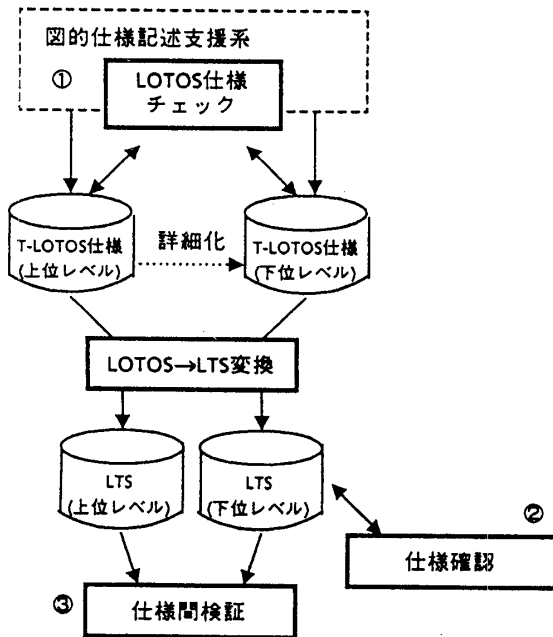 図的仕様記述支援系
①
LOTOS仕様
チェック
T-LOTOS仕様
(上位レベル)
詳細化
T-LOTOS仕様
(下位レベル)
LOTOS→LTS変換
LTS
(上位レベル)
LTS
(下位レベル)
②
仕様確認
③
仕様間検証